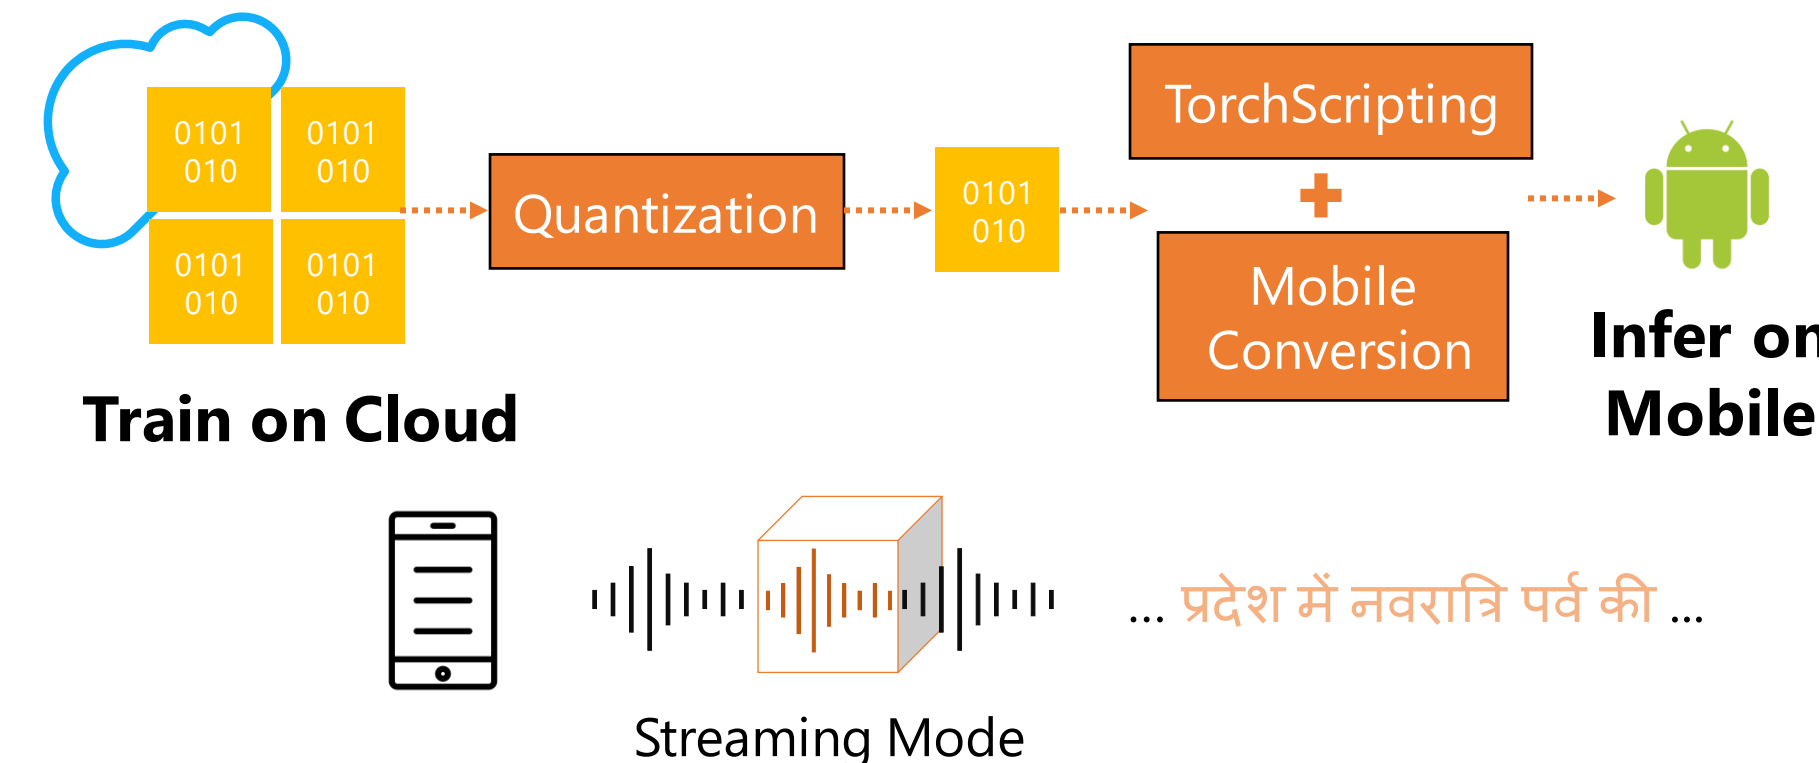 0101
010
0101
010
0101
010
0101
010
Train on Cloud
Quantization
0101
010
TorchScripting
Mobile
Conversion
Infer on
Mobile
... प्रदेश में नवरात्रि पर्व की ...
Streaming Mode